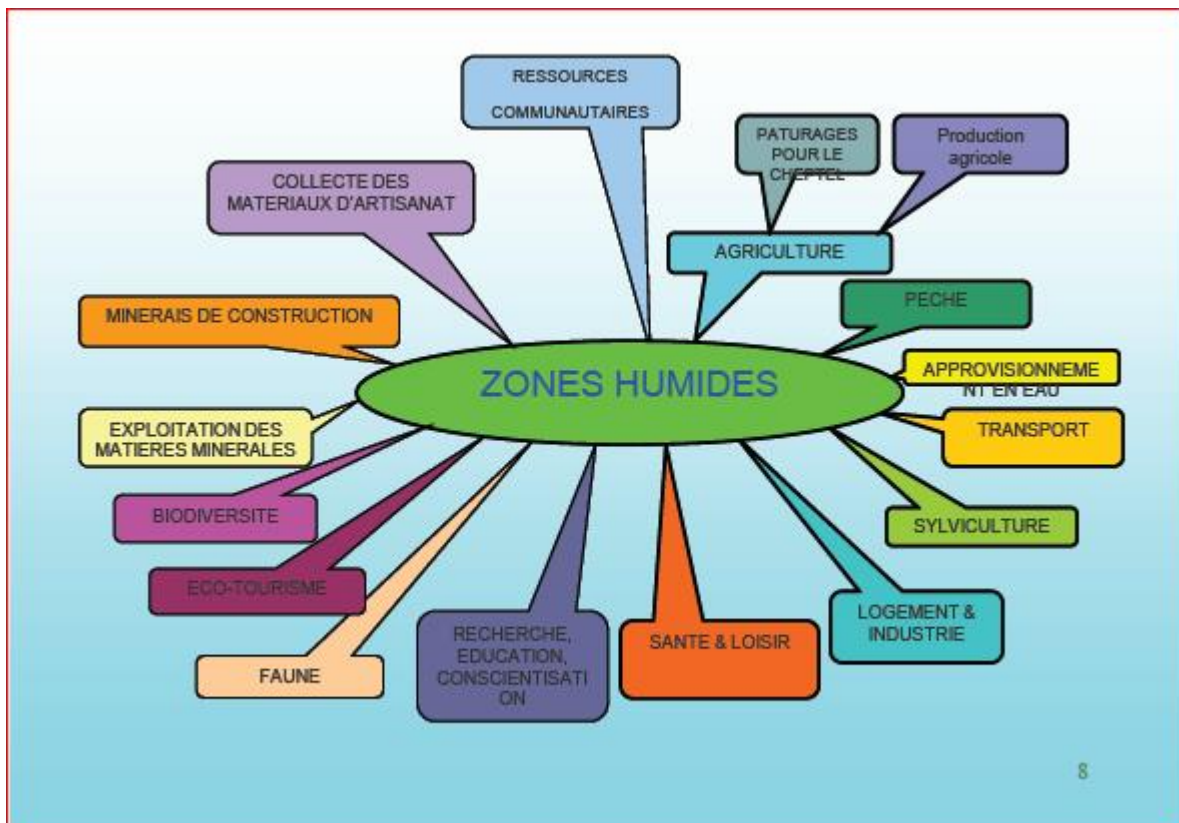 RESSOURCES
COMMUNAUTAIRES
PATURAGES
POUR LE
CHEPTEL
Production
agricole
COLLECTE DES
MATERIAUX D'ARTISANAT
AGRICULTURE
MINERAIS DE CONSTRUCTION
PECHE
ZONES HUMIDES
APPROVISIONNEME
NT EN EAU
EXPLOITATION DES
MATIERES MINERALES
TRANSPORT
BIODIVERSITE
SYLVICULTURE
ECO-TOURISME
LOGEMENT &
INDUSTRIE
RECHERCHE,
EDUCATION,
CONSCIENTISATI
ON
SANTE & LOISIR
FAUNE
8